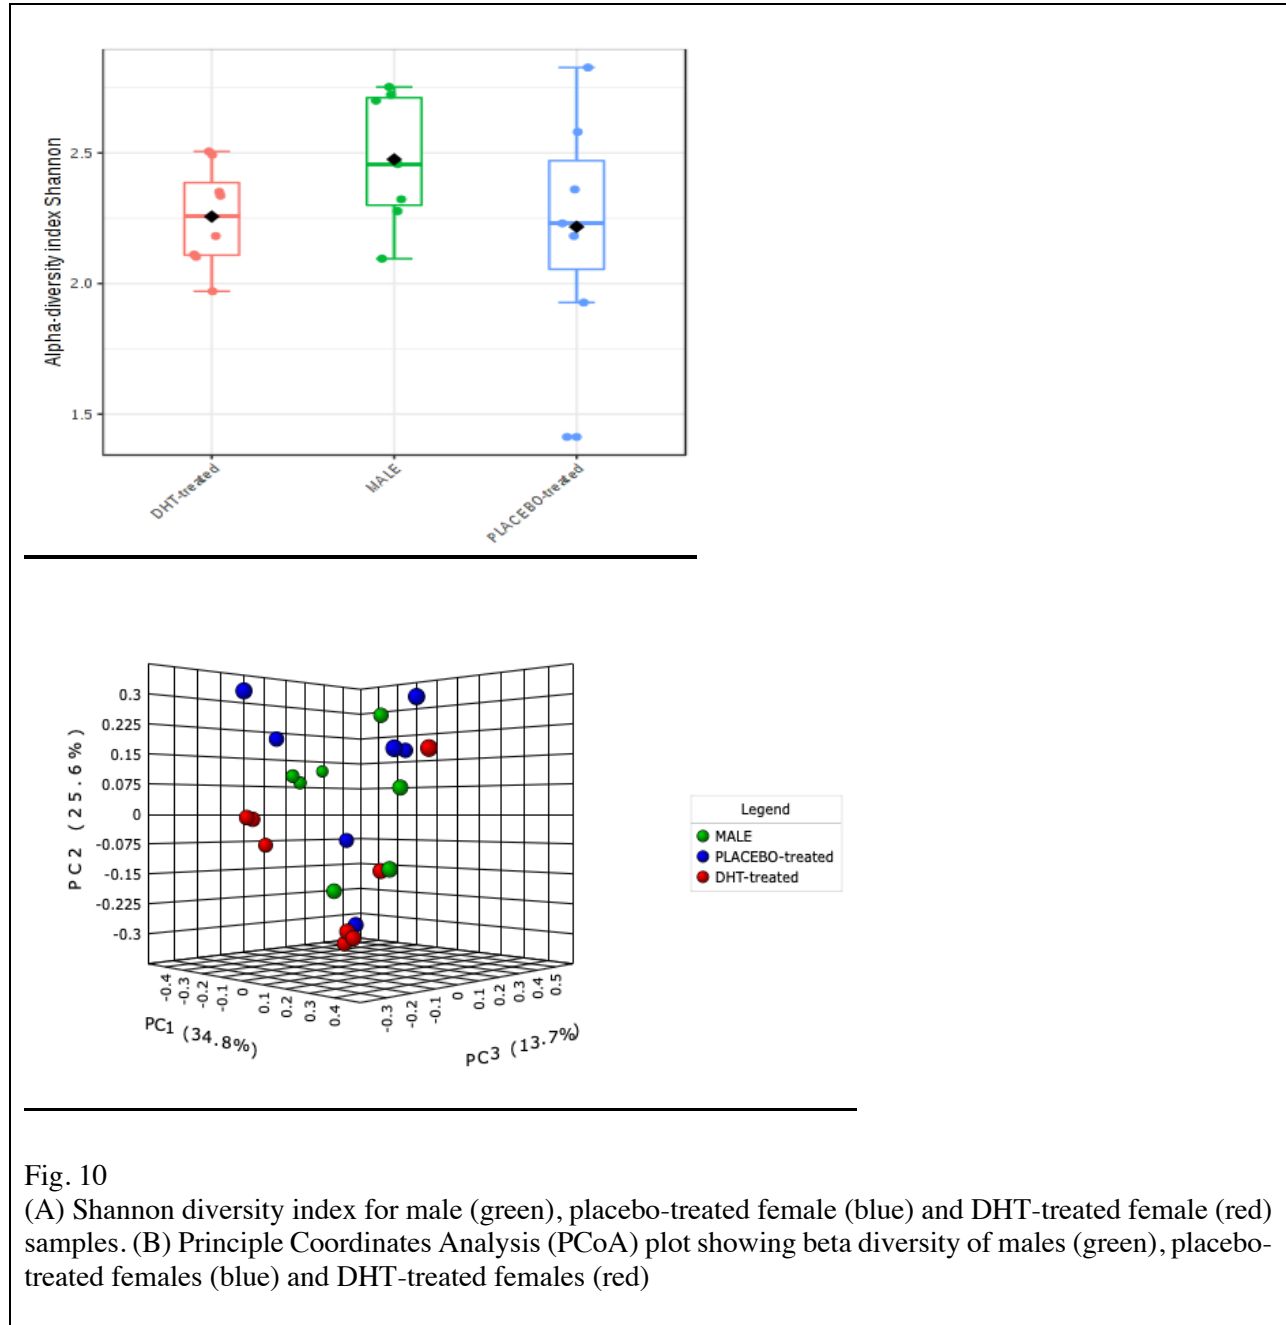 Alpha-diversity index Shannon
2.5
2.0
1.5
DHT-treated
MALE
PLACEBO-treated
PC2 (25.6%)
0.3
0.225
0.15
0.075
0
-0.075
-0.15
-0.225
-0.3
-0.4
-0.3
-0.2
-0.1
0
0.1
0.2
0.3
0.4
PC1 (34.8%)
-0.3
-0.2
-0.1
0
0.1
0.2
0.3
0.4
0.5
PC3 (13.7%)
Legend
MALE
PLACEBO-treated
DHT-treated
Fig. 10
(A) Shannon diversity index for male (green), placebo-treated female (blue) and DHT-treated female (red)
samples. (B) Principle Coordinates Analysis (PCoA) plot showing beta diversity of males (green), placebo-
treated females (blue) and DHT-treated females (red)